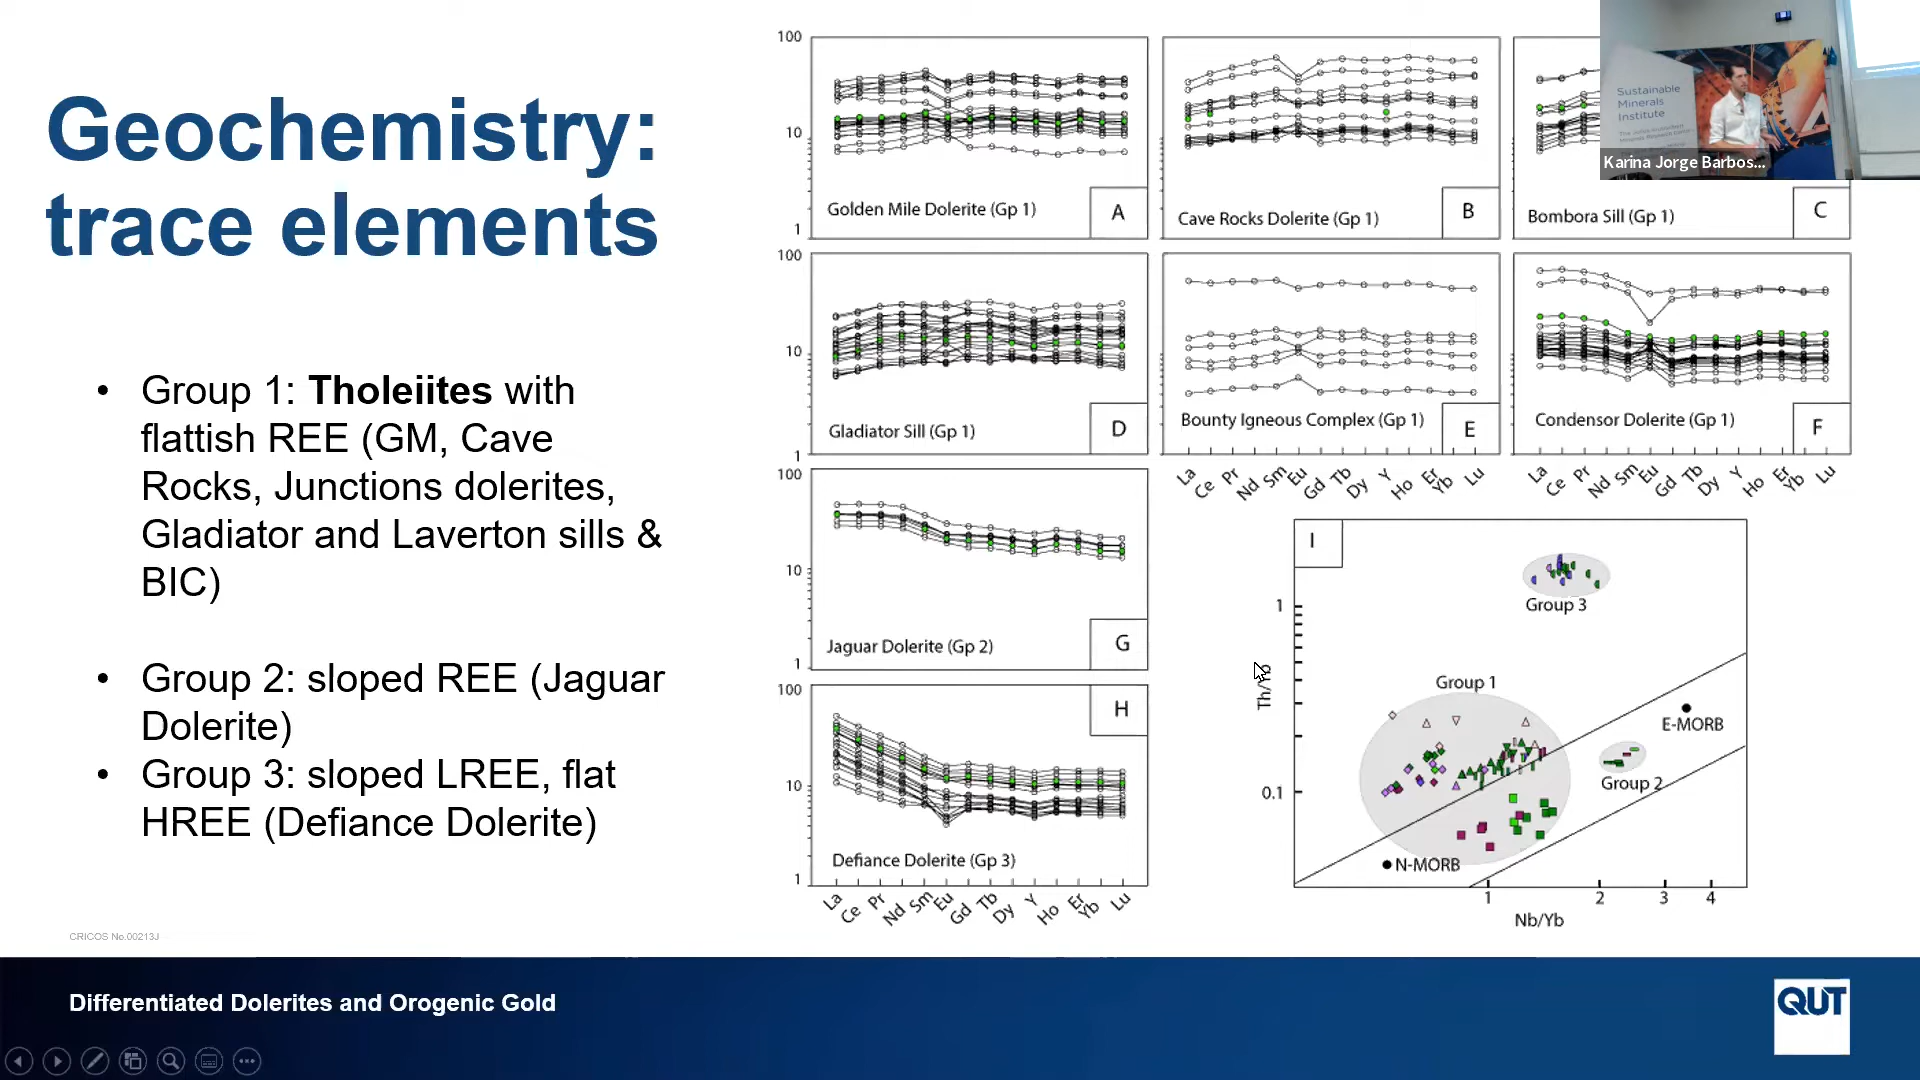 Geochemistry:
trace elements
• Group 1: Tholeiites with
flattish REE (GM, Cave
Rocks, Junctions dolerites,
Gladiator and Laverton sills &
BIC)
• Group 2: sloped REE (Jaguar
Dolerite)
• Group 3: sloped LREE, flat
HREE (Defiance Dolerite)
CRICOS No.00213J
100
10
1
Golden Mile Dolerite (Gp 1)
A
Cave Rocks Dolerite (Gp 1)
B
Bombora Sill (Gp 1)
C
Sustainable
Minerals
Institute
Karina Jorge Barbos...
100
10
1
Gladiator Sill (Gp 1)
D
Bounty Igneous Complex (Gp 1)
E
Condensor Dolerite (Gp 1)
F
La Ce Pr Nd Sm Eu Gd Tb Dy Y Ho Er Yb Lu
La Ce Pr Nd Sm Eu Gd Tb Dy Y Ho Er Yb Lu
100
10
1
Jaguar Dolerite (Gp 2)
G
100
10
1
Defiance Dolerite (Gp 3)
H
La Ce Pr Nd Sm Eu Gd Tb Dy Y Ho Er Yb Lu
I
Group 3
1
Group 1
Th/Yb
E-MORB
Group 2
0.1
N-MORB
1 2 3 4
Nb/Yb
Differentiated Dolerites and Orogenic Gold
QUT